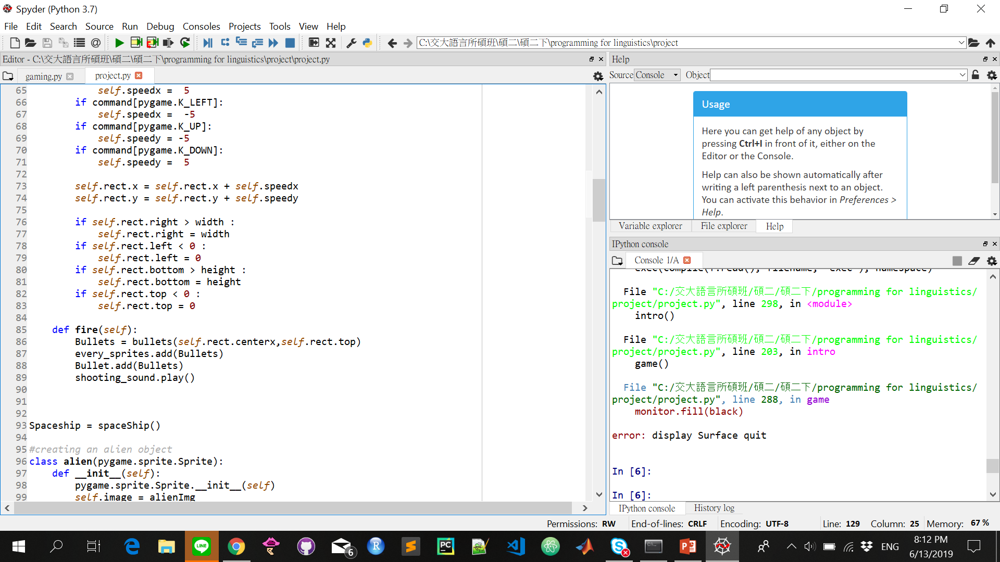 Spyder (Python 3.7)
File Edit Search Source Run Debug Consoles Projects Tools View Help
C:\交大語言所碩班\碩二\碩二下\programming for linguistics\project
Editor - C:\交大語言所碩班\碩二\碩二下\programming for linguistics\project\project.py
gaming.py project.py
65 self.speedx =  5
66 if command[pygame.K_LEFT]:
67 self.speedx =  -5
68 if command[pygame.K_UP]:
69 self.speedy = -5
70 if command[pygame.K_DOWN]:
71 self.speedy =  5
72
73 self.rect.x = self.rect.x + self.speedx
74 self.rect.y = self.rect.y + self.speedy
75
76 if self.rect.right > width :
77 self.rect.right = width
78 if self.rect.left < 0 :
79 self.rect.left = 0
80 if self.rect.bottom > height :
81 self.rect.bottom = height
82 if self.rect.top < 0 :
83 self.rect.top = 0
84
85 def fire(self):
86 Bullets = bullets(self.rect.centerx,self.rect.top)
87 every_sprites.add(Bullets)
88 Bullet.add(Bullets)
89 shooting_sound.play()
90
91
92
93 Spaceship = spaceShip()
94
95 #creating an alien object
96 class alien(pygame.sprite.Sprite):
97 def __init__(self):
98 pygame.sprite.Sprite.__init__(self)
99 self.image = alienImg
Help
Source Console Object
Usage
Here you can get help of any object by
pressing Ctrl+I in front of it, either on the
Editor or the Console.
Help can also be shown automatically after
writing a left parenthesis next to an object.
You can activate this behavior in Preferences >
Help.
Variable explorer File explorer Help
IPython console
Console 1/A
exec(compile(f.read(), filename, 'exec'), namespace)
File "C:/交大語言所碩班/碩二/碩二下/programming for linguistics/
project/project.py", line 298, in <module>
intro()
File "C:/交大語言所碩班/碩二/碩二下/programming for linguistics/
project/project.py", line 203, in intro
game()
File "C:/交大語言所碩班/碩二/碩二下/programming for linguistics/
project/project.py", line 288, in game
monitor.fill(black)
error: display Surface quit
In [6]:
In [6]:
IPython console History log
Permissions: RW End-of-lines: CRLF Encoding: UTF-8 Line: 129 Column: 25 Memory: 67 %
LINE
6
R
PC
ENG
8:12 PM
6/13/2019